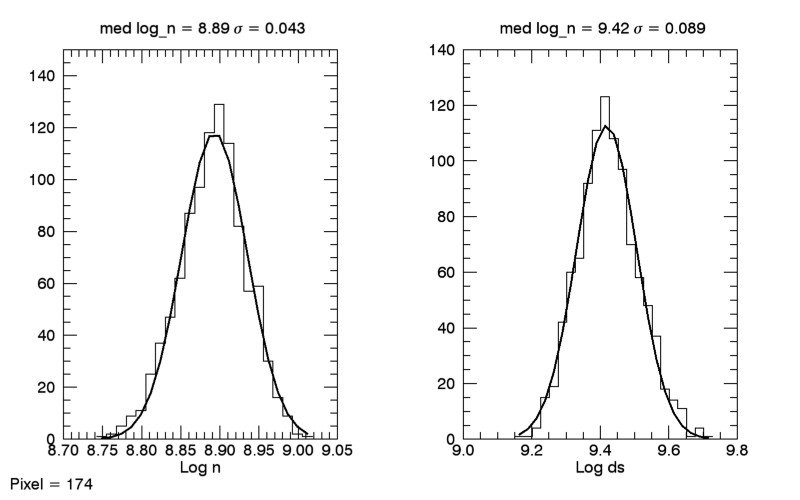 med log_n = 8.89 σ = 0.043
140
120
100
80
60
40
20
0
8.70 8.75 8.80 8.85 8.90 8.95 9.00 9.05
Log n
med log_n = 9.42 σ = 0.089
140
120
100
80
60
40
20
0
9.0 9.2 9.4 9.6 9.8
Log ds
Pixel = 174